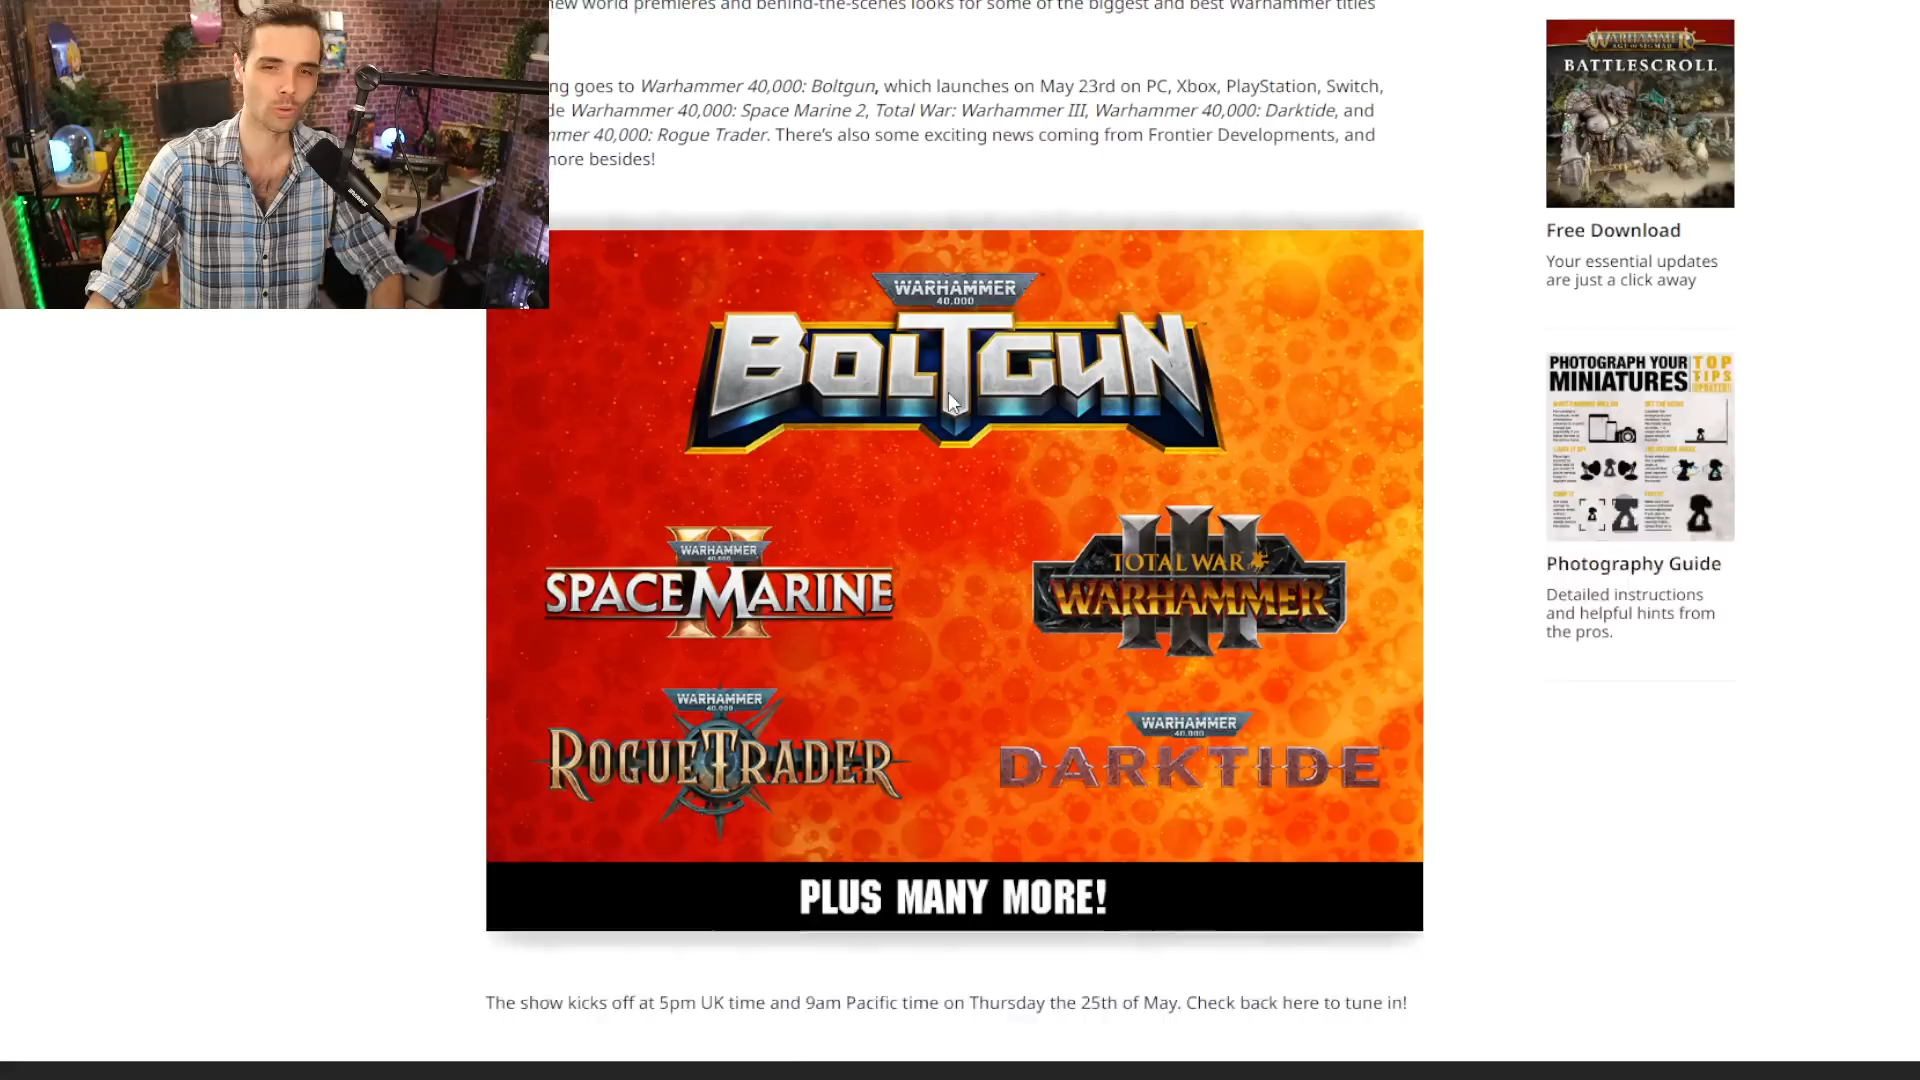 new world premieres and behind-the-scenes looks for some of the biggest and best Warhammer titles
ng goes to Warhammer 40,000: Boltgun, which launches on May 23rd on PC, Xbox, PlayStation, Switch,
de Warhammer 40,000: Space Marine 2, Total War: Warhammer III, Warhammer 40,000: Darktide, and
mmer 40,000: Rogue Trader. There's also some exciting news coming from Frontier Developments, and
more besides!
WARHAMMER
40,000
BOLTGUN
WARHAMMER
40,000
II
SPACE MARINE
TOTAL WAR
WARHAMMER
III
WARHAMMER
40,000
ROGUE TRADER
WARHAMMER
40,000
DARKTIDE
PLUS MANY MORE!
The show kicks off at 5pm UK time and 9am Pacific time on Thursday the 25th of May. Check back here to tune in!
WARHAMMER
AGE OF SIGMAR
BATTLESCROLL
Free Download
Your essential updates
are just a click away
PHOTOGRAPH YOUR
MINIATURES
TOP
TIPS
Photography Guide
Detailed instructions
and helpful hints from
the pros.